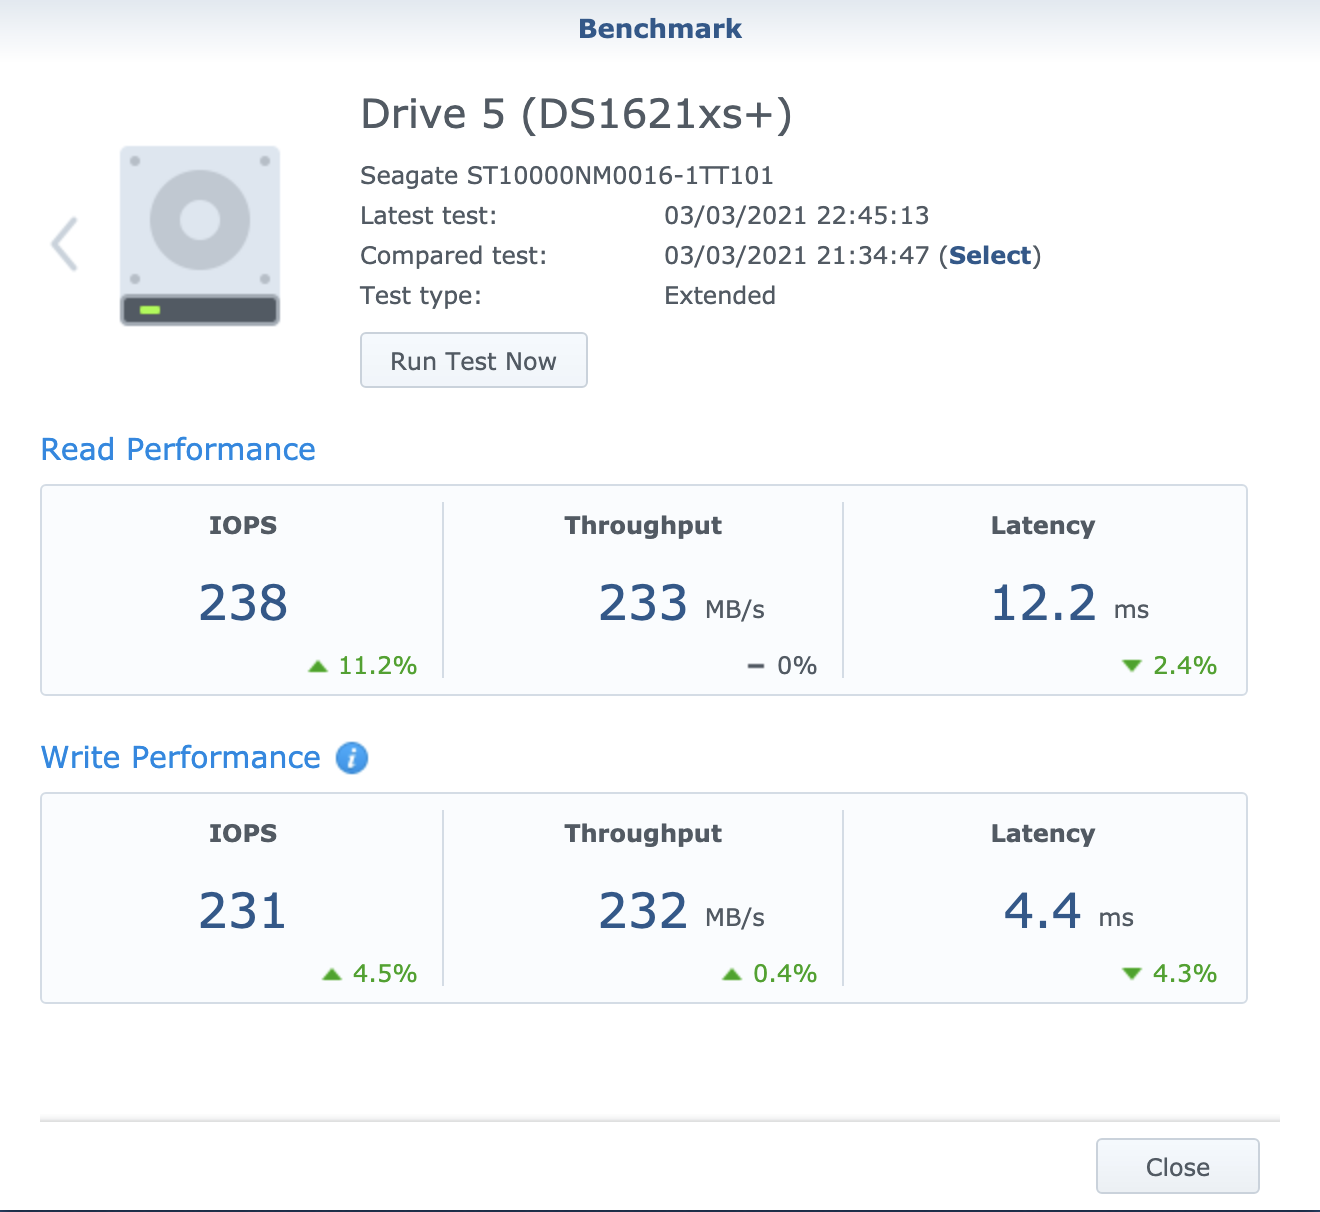 Benchmark
Drive 5 (DS1621xs+)
Seagate ST10000NM0016-1TT101
Latest test: 03/03/2021 22:45:13
Compared test: 03/03/2021 21:34:47 (Select)
Test type: Extended
Run Test Now
Read Performance
IOPS Throughput Latency
238 233 MB/s 12.2 ms
11.2% 0% 2.4%
Write Performance i
IOPS Throughput Latency
231 232 MB/s 4.4 ms
4.5% 0.4% 4.3%
Close